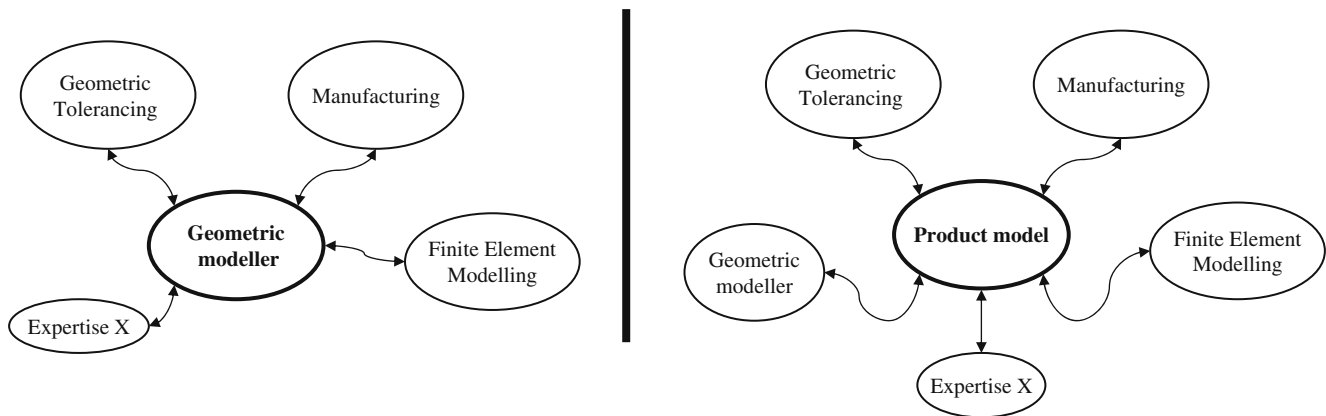 Geometric
Tolerancing
Manufacturing
Geometric
modeller
Finite Element
Modelling
Expertise X
Geometric
Tolerancing
Manufacturing
Product model
Geometric
modeller
Finite Element
Modelling
Expertise X